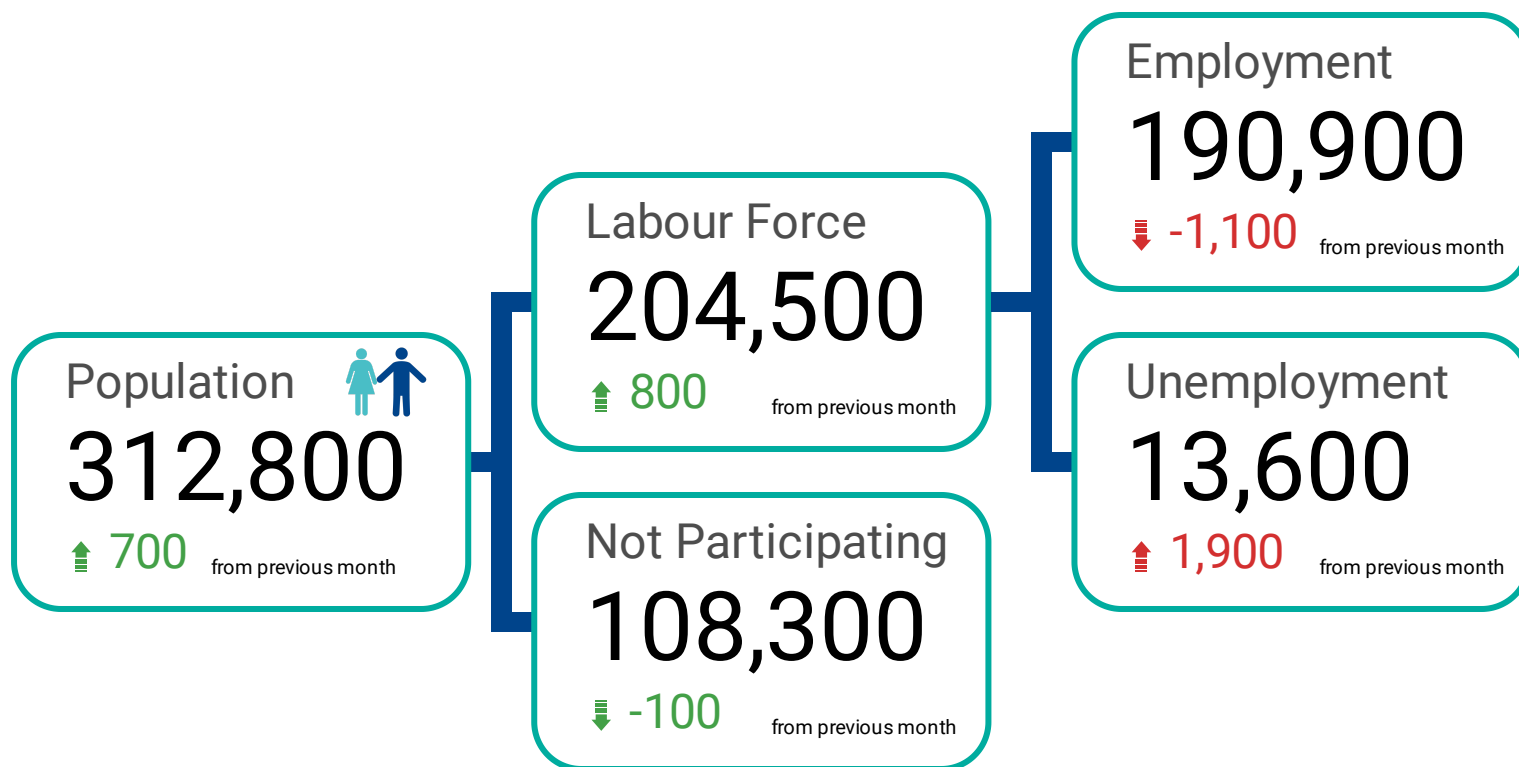 Population
312,800
700 from previous month
Labour Force
204,500
800 from previous month
Not Participating
108,300
-100 from previous month
Employment
190,900
-1,100 from previous month
Unemployment
13,600
1,900 from previous month